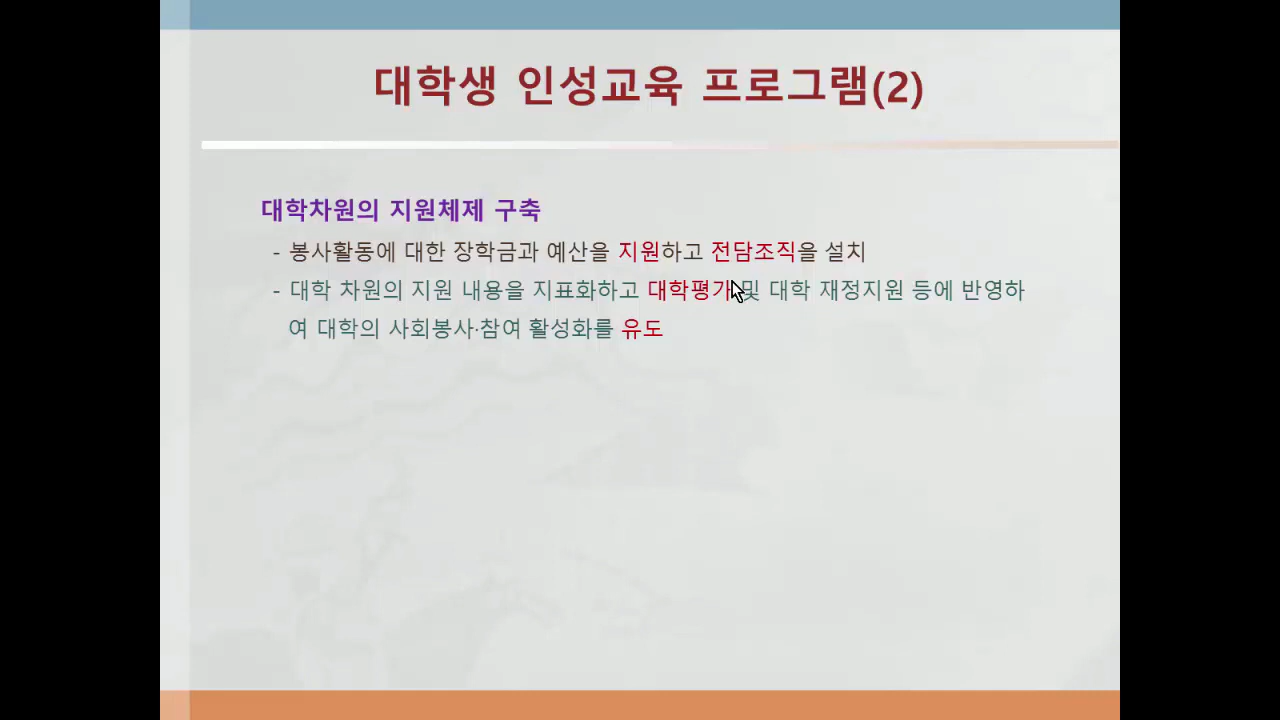 대학생 인성교육 프로그램(2)
대학차원의 지원체제 구축
- 봉사활동에 대한 장학금과 예산을 지원하고 전담조직을 설치
- 대학 차원의 지원 내용을 지표화하고 대학평가 및 대학 재정지원 등에 반영하
여 대학의 사회봉사·참여 활성화를 유도